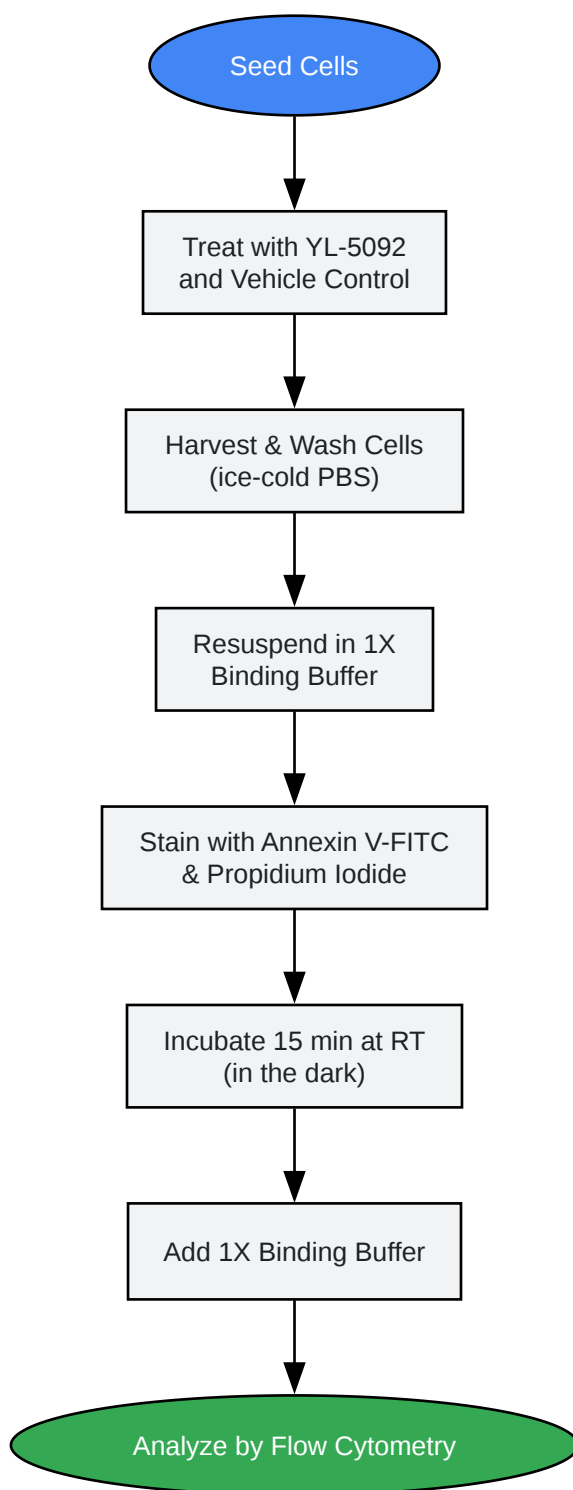 Seed Cells
Treat with YL-5092
and Vehicle Control
Harvest & Wash Cells
(ice-cold PBS)
Resuspend in 1X
Binding Buffer
Stain with Annexin V-FITC
& Propidium Iodide
Incubate 15 min at RT
(in the dark)
Add 1X Binding Buffer
Analyze by Flow Cytometry